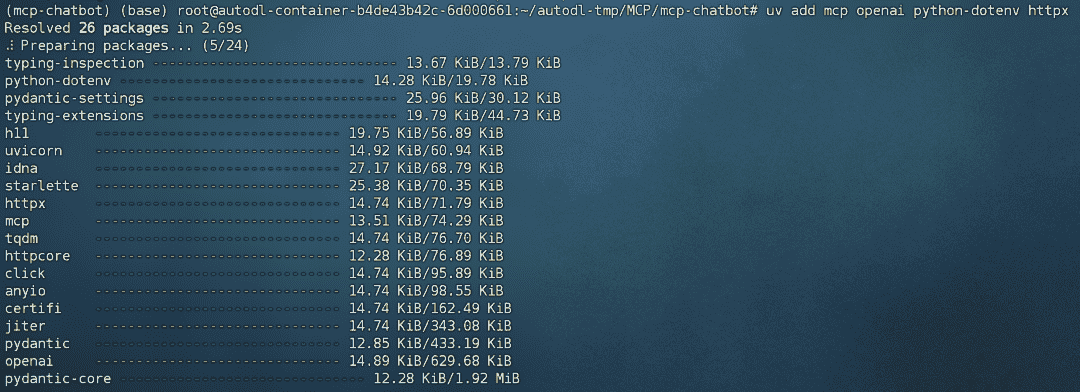 (mcp-chatbot) (base) root@autodl-container-b4de43b42c-6d000661:~/autodl-tmp/MCP/mcp-chatbot# uv add mcp openai python-dotenv httpx
Resolved 26 packages in 2.69s
⠼ Preparing packages... (5/24)
typing-inspection ------------------------------ 13.67 KiB/13.79 KiB
python-dotenv ------------------------------ 14.28 KiB/19.78 KiB
pydantic-settings ------------------------------ 25.96 KiB/30.12 KiB
typing-extensions ------------------------------ 19.79 KiB/44.73 KiB
h11 ------------------------------ 19.75 KiB/56.89 KiB
uvicorn ------------------------------ 14.92 KiB/60.94 KiB
idna ------------------------------ 27.17 KiB/68.79 KiB
starlette ------------------------------ 25.38 KiB/70.35 KiB
httpx ------------------------------ 14.74 KiB/71.79 KiB
mcp ------------------------------ 13.51 KiB/74.29 KiB
tqdm ------------------------------ 14.74 KiB/76.70 KiB
httpcore ------------------------------ 12.28 KiB/76.89 KiB
click ------------------------------ 14.74 KiB/95.89 KiB
anyio ------------------------------ 14.74 KiB/98.55 KiB
certifi ------------------------------ 14.74 KiB/162.49 KiB
jiter ------------------------------ 14.74 KiB/343.08 KiB
pydantic ------------------------------ 12.85 KiB/433.19 KiB
openai ------------------------------ 14.89 KiB/629.68 KiB
pydantic-core ------------------------------ 12.28 KiB/1.92 MiB